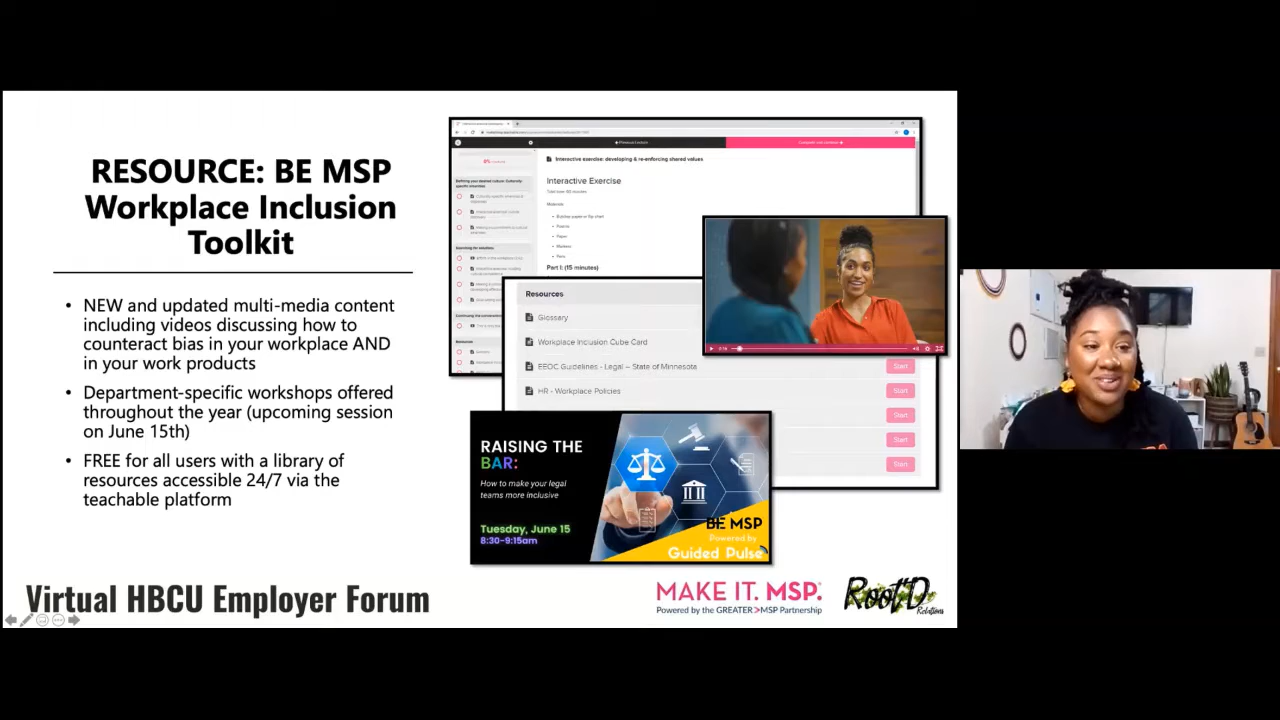 RESOURCE: BE MSP
Workplace Inclusion
Toolkit
• NEW and updated multi-media content
including videos discussing how to
counteract bias in your workplace AND
in your work products
• Department-specific workshops offered
throughout the year (upcoming session
on June 15th)
• FREE for all users with a library of
resources accessible 24/7 via the
teachable platform
Interactive exercise: developing & re-enforcing shared values
Interactive Exercise
Materials
Paper
Markers
Part I: (15 minutes)
Resources
Glossary
Workplace Inclusion Cube Card
EEOC Guidelines - Legal – State of Minnesota
Start
HR - Workplace Policies
Start
Start
Start
Start
RAISING THE
BAR:
How to make your legal
teams more inclusive
Tuesday, June 15
8:30-9:15am
BE MSP
Powered by
Guided Pulse
Virtual HBCU Employer Forum
MAKE IT. MSP.
Powered by the GREATER>MSP Partnership
Root'D
Relations